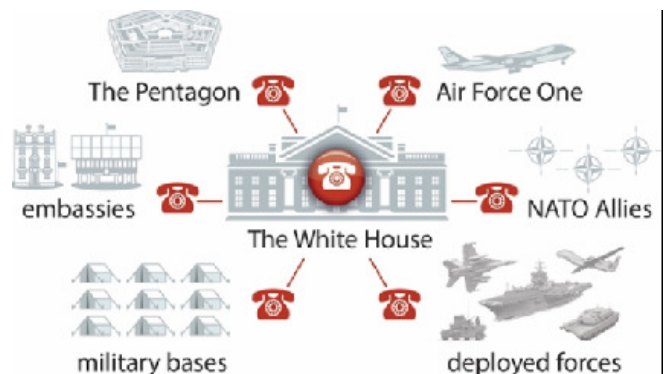 The Pentagon
Air Force One
embassies
The White House
NATO Allies
military bases
deployed forces